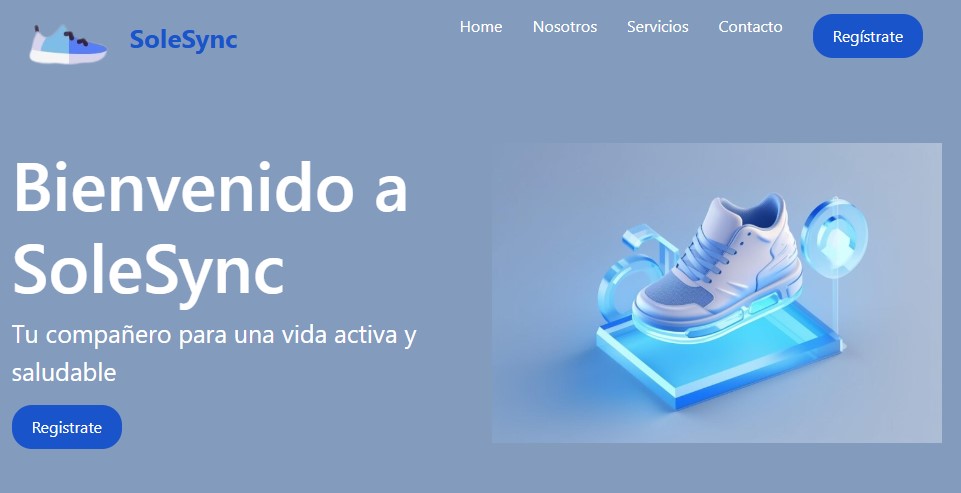 SoleSync
Home Nosotros Servicios Contacto Regístrate
Bienvenido a
SoleSync
Tu compañero para una vida activa y
saludable
Registrate